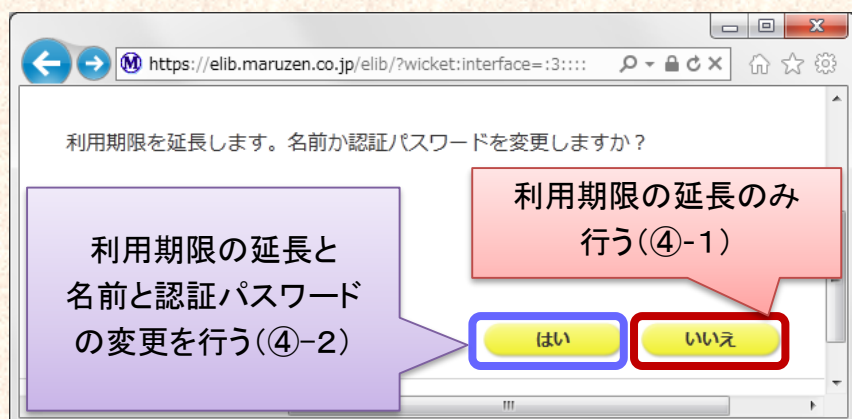 https://elib.maruzen.co.jp/elib/?wicket:interface=:3::::
利用期限を延長します。名前か認証パスワードを変更しますか？
利用期限の延長のみ
行う(④-1)
利用期限の延長と
名前と認証パスワード
の変更を行う(④-2)
はい
いいえ